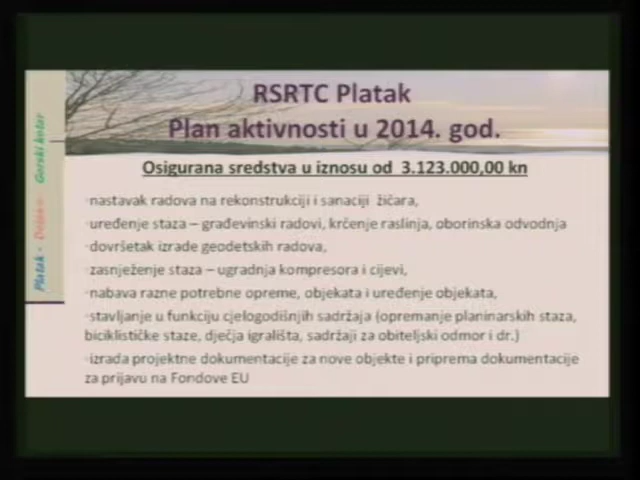 RSRTC Platak
Plan aktivnosti u 2014. god.
Osigurana sredstva u iznosu od 3.123.000,00 kn
nastavak radova na rekonstrukciji i sanaciji žičara,
uređenje staza – građevinski radovi, krčenje raslinja, oborinska odvodnja
dovršetak izrade geodetskih radova,
zasnježenje staza – ugradnja kompresora i cijevi,
nabava razne potrebne opreme, objekata i uređenje objekata,
stavljanje u funkciju cjelogodišnjih sadržaja (opremanje planinarskih staza,
biciklističke staze, dječja igrališta, sadržaji za obiteljski odmor i dr.)
izrada projektne dokumentacije za nove objekte i priprema dokumentacije
za prijavu na Fondove EU
Platak - Gorski kotar